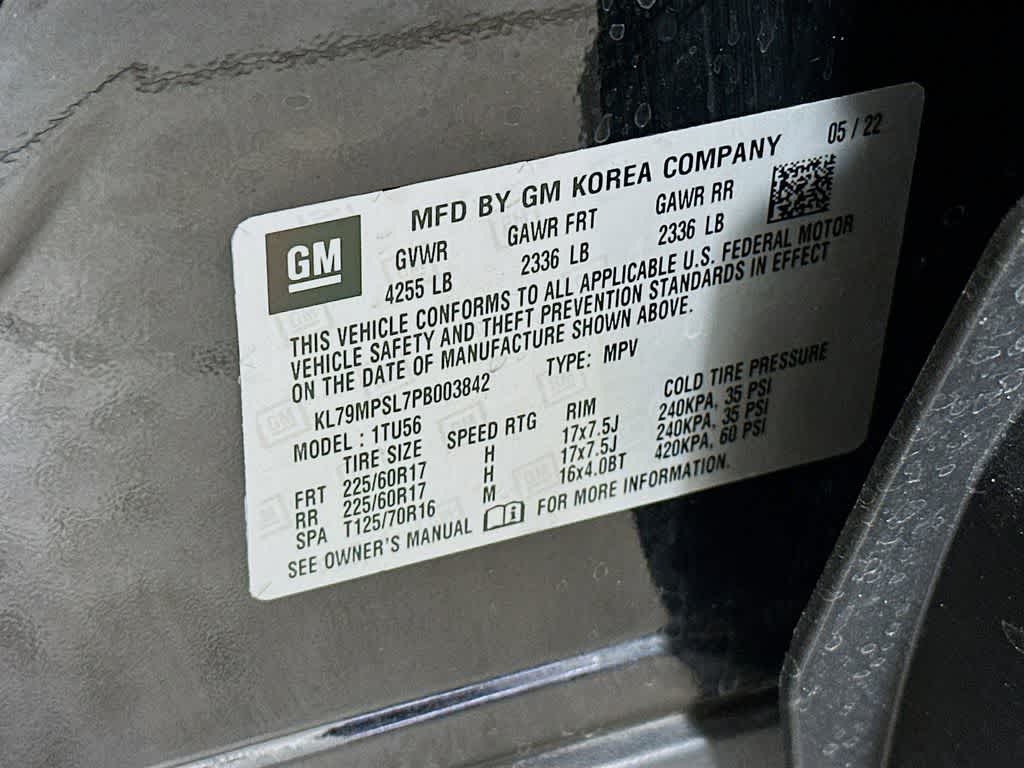 MFD BY GM KOREA COMPANY 05 / 22
GM
GVWR GAWR FRT GAWR RR
4255 LB 2336 LB 2336 LB
THIS VEHICLE CONFORMS TO ALL APPLICABLE U.S. FEDERAL MOTOR
VEHICLE SAFETY AND THEFT PREVENTION STANDARDS IN EFFECT
ON THE DATE OF MANUFACTURE SHOWN ABOVE.
KL79MPSL7PB003842 TYPE: MPV
MODEL : 1TU56
TIRE SIZE SPEED RTG RIM COLD TIRE PRESSURE
FRT 225/60R17 H 17x7.5J 240KPA, 35 PSI
RR 225/60R17 H 17x7.5J 240KPA, 35 PSI
SPA T125/70R16 M 16x4.0BT 420KPA, 60 PSI
SEE OWNER'S MANUAL FOR MORE INFORMATION.